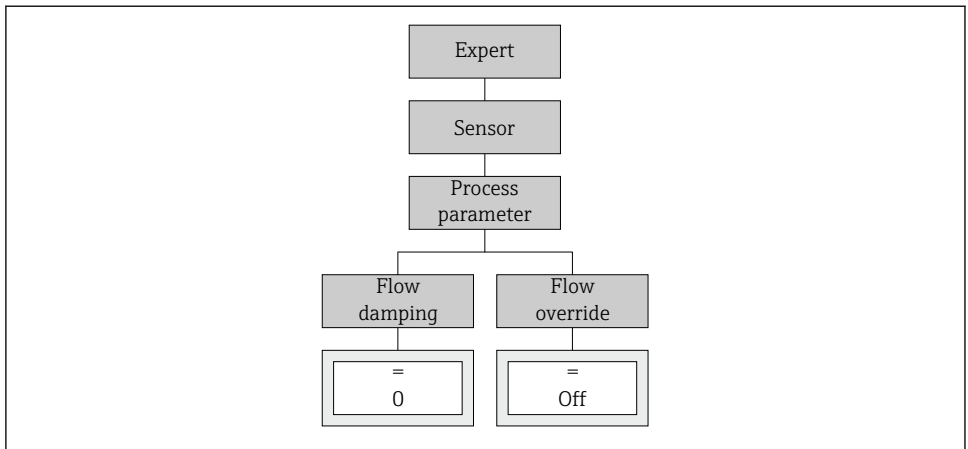 Expert
Sensor
Process
parameter
Flow
damping
Flow
override
=
0
=
Off